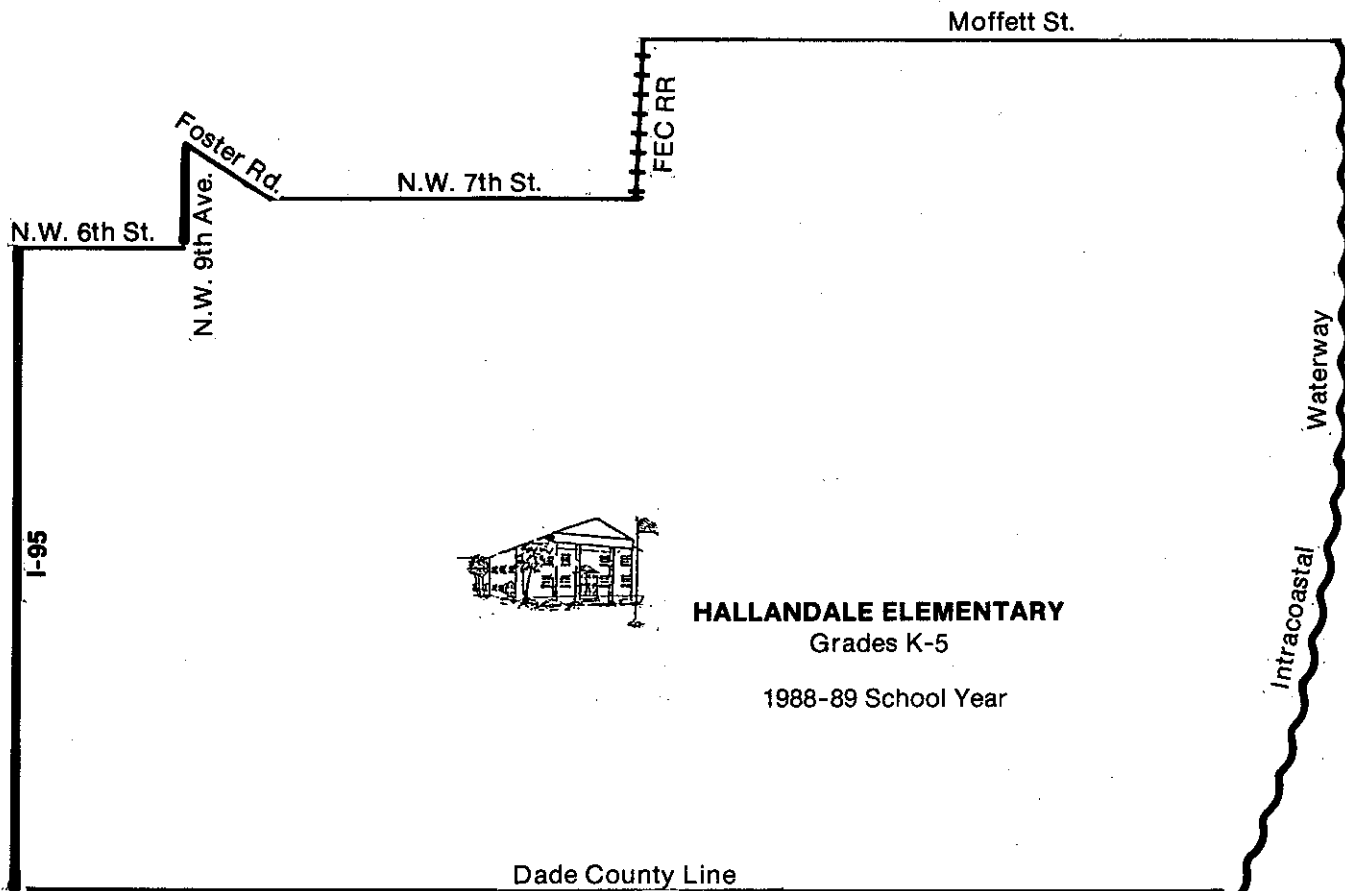 Moffett St.
FEC RR
Foster Rd.
N.W. 7th St.
N.W. 6th St.
N.W. 9th Ave.
Waterway
Intracoastal
I-95
HALLANDALE ELEMENTARY
Grades K-5
1988-89 School Year
Dade County Line